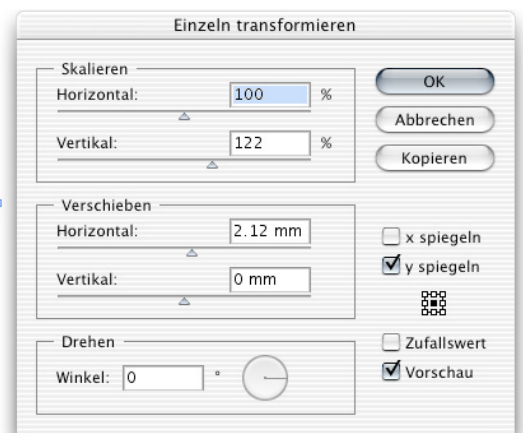 Einzeln transformieren
Skalieren
Horizontal: 100 %
Vertikal: 122 %
OK
Abbrechen
Kopieren
Verschieben
Horizontal: 2.12 mm
Vertikal: 0 mm
x spiegeln
y spiegeln
Drehen
Winkel: 0 °
Zufallswert
Vorschau